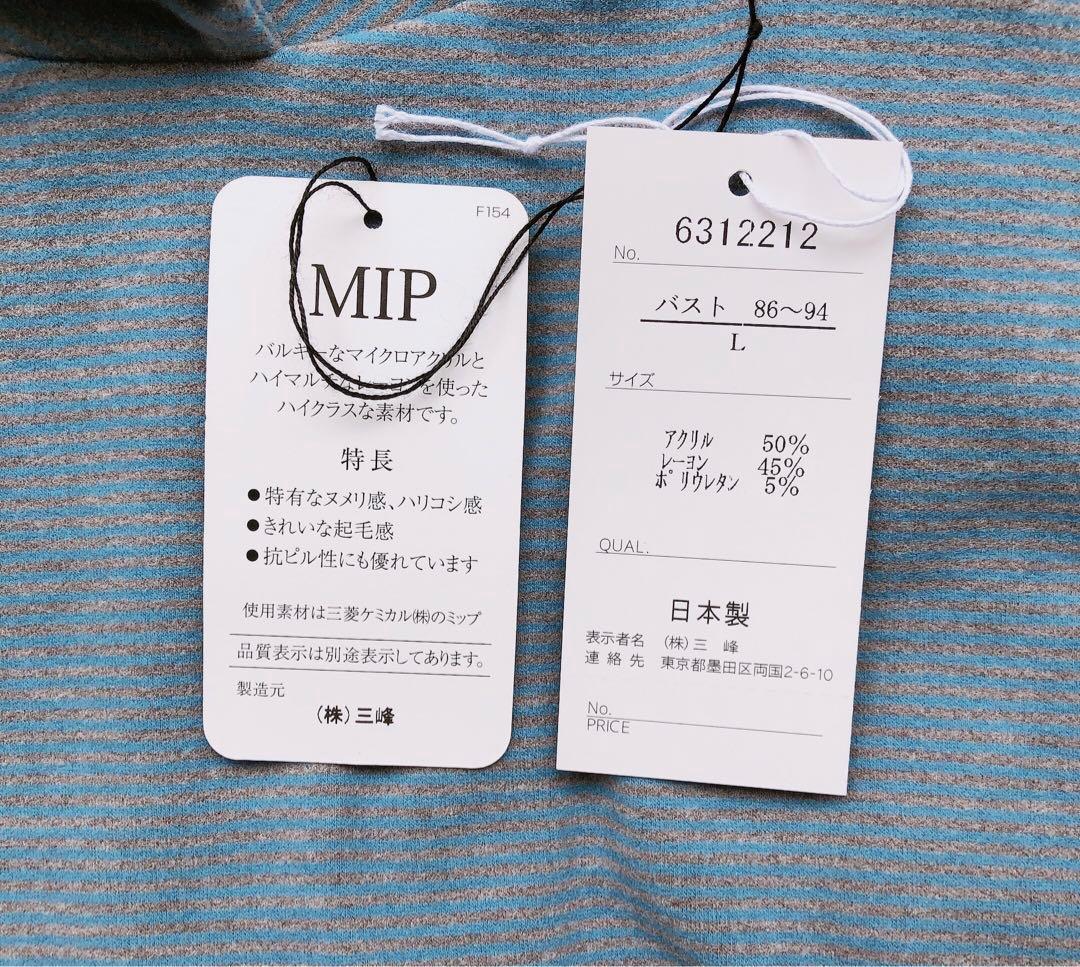 F154
MIP
バルキーなマイクロアクリルと
ハイマルチなレーヨンを使った
ハイクラスな素材です。
特長
●特有なヌメリ感、ハリコシ感
●きれいな起毛感
●抗ピル性にも優れています
使用素材は三菱ケミカル㈱のミップ
品質表示は別途表示してあります。
製造元
(株)三峰
6312212
No.
バスト 86〜94
L
サイズ
アクリル 50%
レーヨン 45%
ポリウレタン 5%
QUAL.
日本製
表示者名 (株)三 峰
連絡先 東京都墨田区両国2-6-10
No.
PRICE